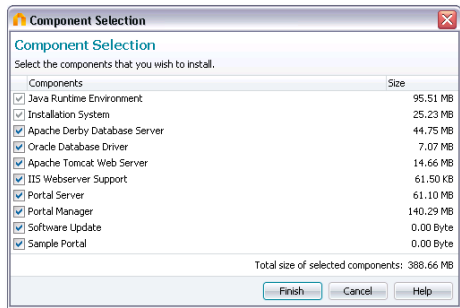 Component Selection
Component Selection
Select the components that you wish to install.
Components Size
Java Runtime Environment 95.51 MB
Installation System 25.23 MB
Apache Derby Database Server 44.75 MB
Oracle Database Driver 7.07 MB
Apache Tomcat Web Server 14.66 MB
IIS Webserver Support 61.50 KB
Portal Server 61.10 MB
Portal Manager 140.29 MB
Software Update 0.00 Byte
Sample Portal 0.00 Byte
Total size of selected components: 388.66 MB
Finish Cancel Help